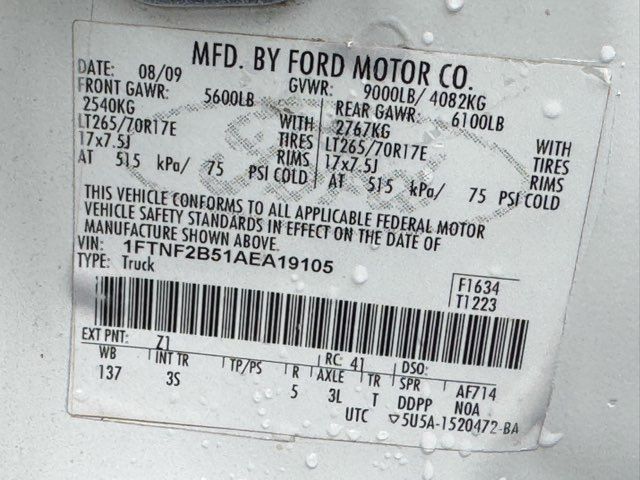 MFD. BY FORD MOTOR CO.
DATE: 08/09 GVWR: 9000LB/ 4082KG
FRONT GAWR: 5600LB REAR GAWR: 6100LB
2540KG WITH 2767KG WITH
LT265/70R17E TIRES LT265/70R17E TIRES
17x7.5J RIMS 17x7.5J RIMS
AT 515 kPa/ 75 PSI COLD AT 515 kPa/ 75 PSI COLD
THIS VEHICLE CONFORMS TO ALL APPLICABLE FEDERAL MOTOR
VEHICLE SAFETY STANDARDS IN EFFECT ON THE DATE OF
MANUFACTURE SHOWN ABOVE.
VIN: 1FTNF2B51AEA19105
TYPE: Truck
F1634
T1223
EXT PNT: Z1 RC: 41 DSO:
WB INT TR TP/PS R AXLE TR SPR AF714
137 3S 5 3L T DDPP N0A
UTC ▽5U5A-1520472-BA